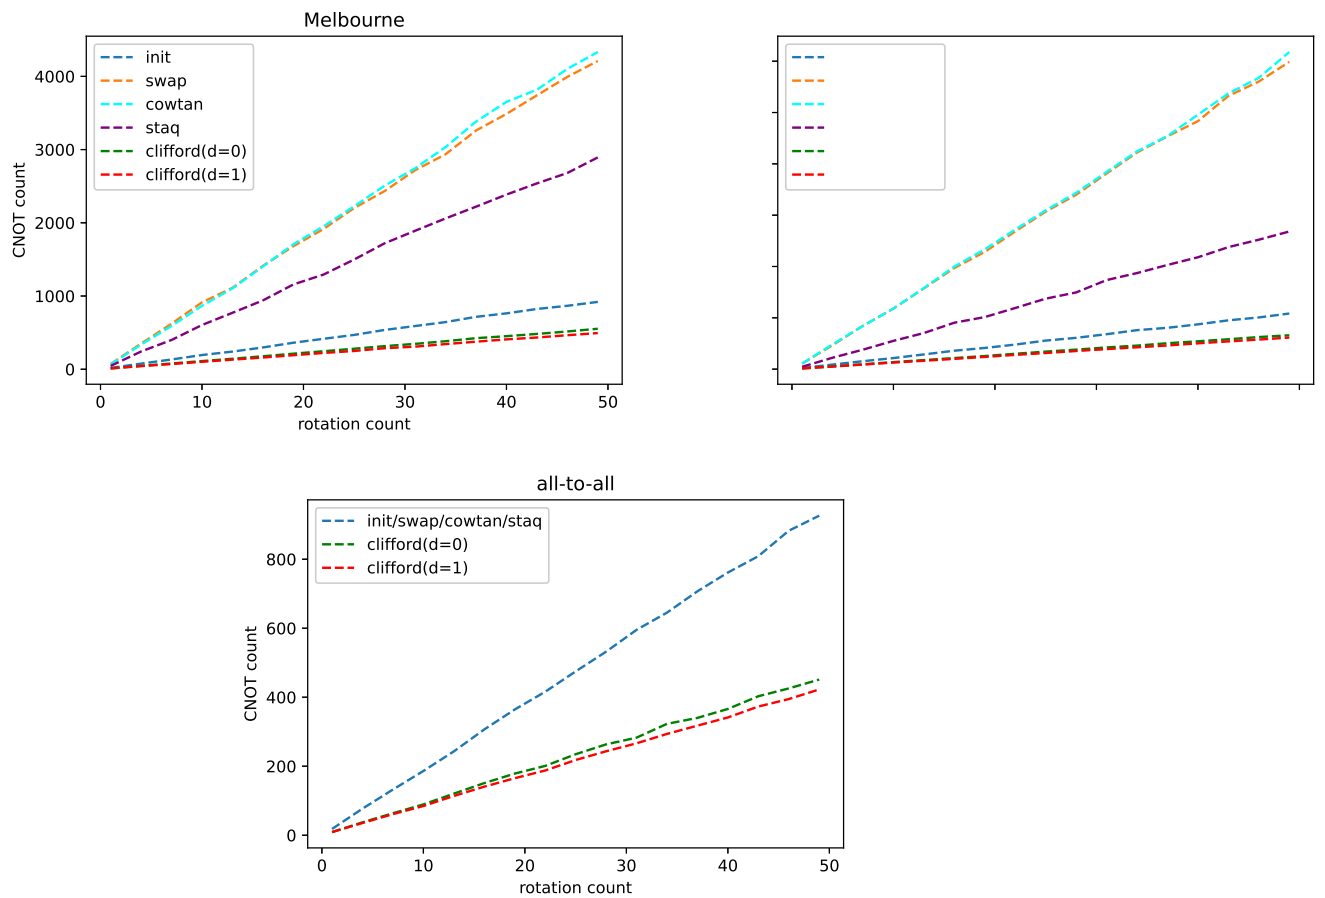 Melbourne
init
swap
cowtan
staq
clifford(d=0)
clifford(d=1)
CNOT count
4000
3000
2000
1000
0
0 10 20 30 40 50
rotation count
all-to-all
init/swap/cowtan/staq
clifford(d=0)
clifford(d=1)
CNOT count
800
600
400
200
0
0 10 20 30 40 50
rotation count